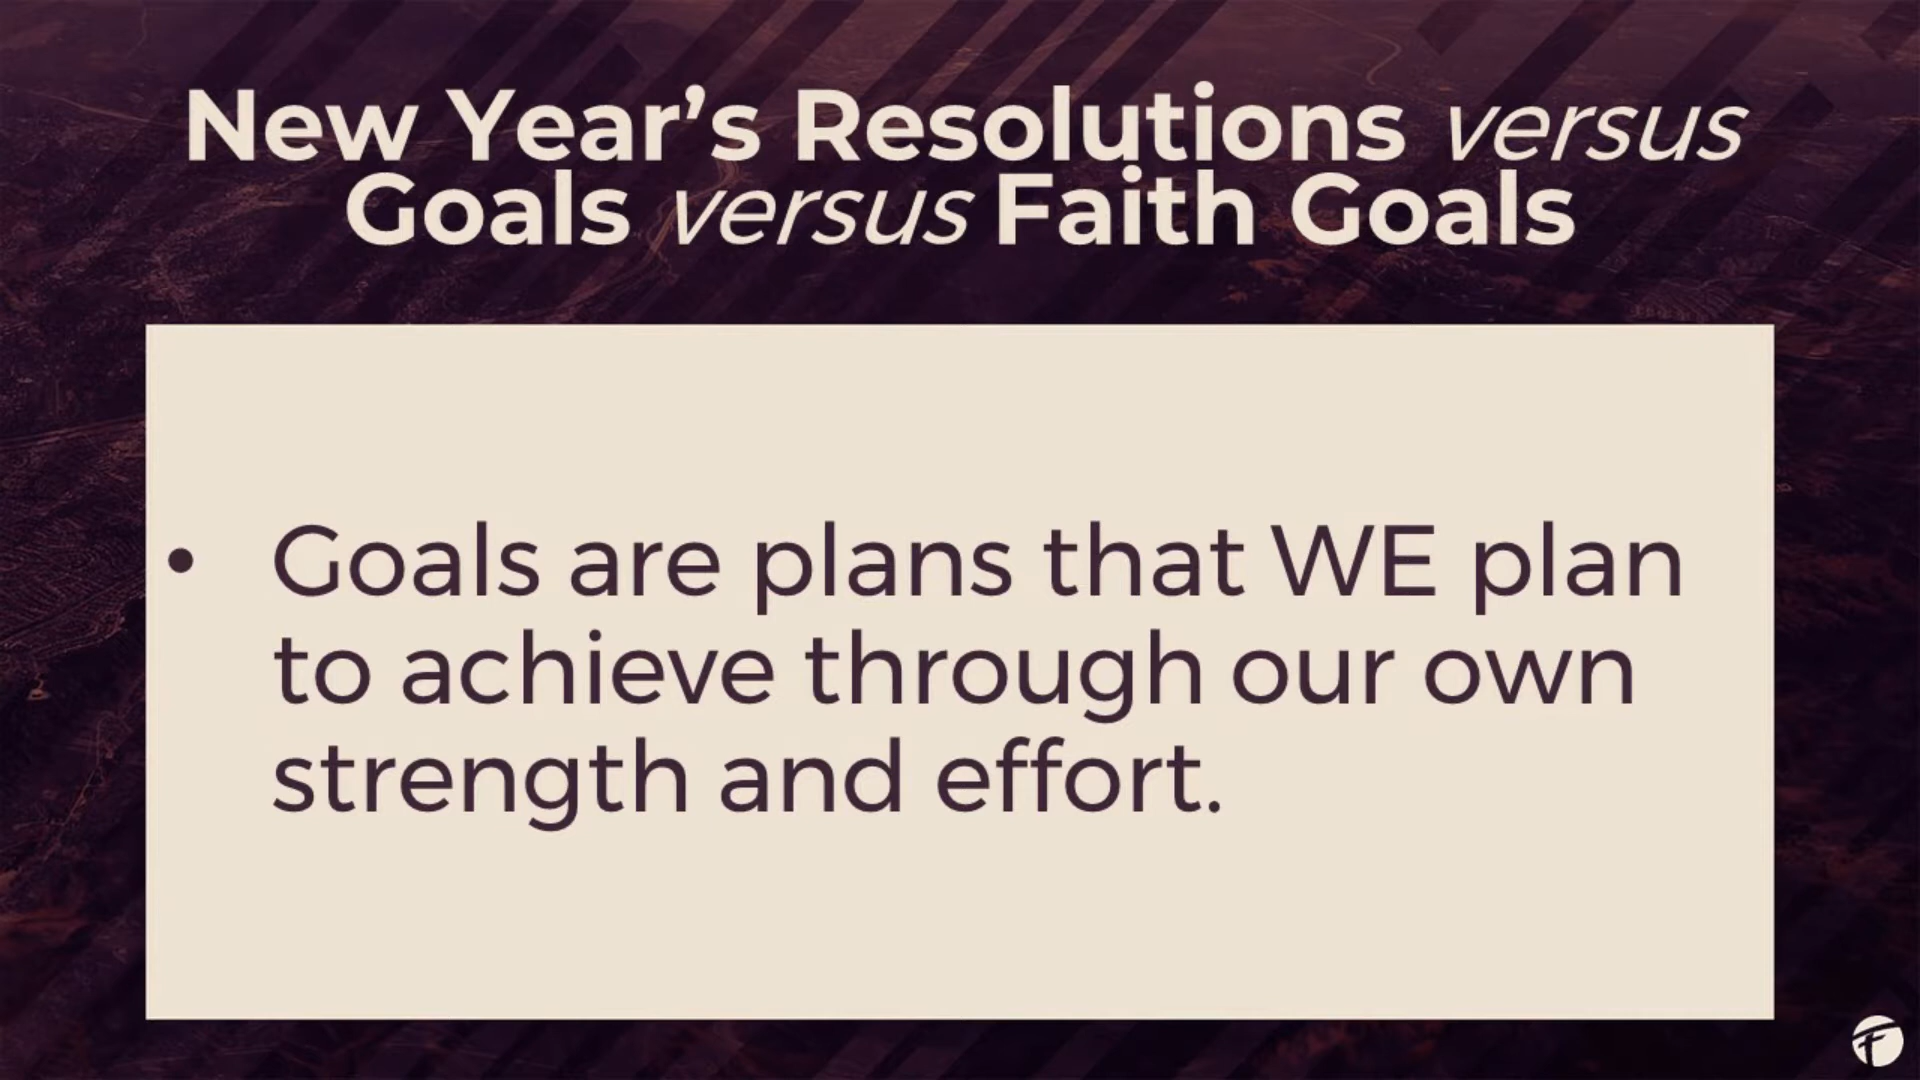 New Year’s Resolutions versus
Goals versus Faith Goals
• Goals are plans that WE plan
to achieve through our own
strength and effort.